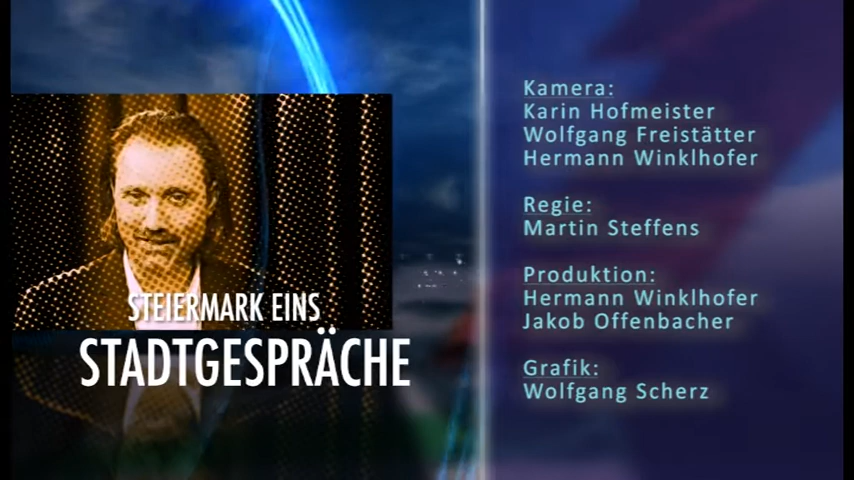 STEIERMARK EINS
STADTGESPRÄCHE
Kamera:
Karin Hofmeister
Wolfgang Freistätter
Hermann Winklhofer
Regie:
Martin Steffens
Produktion:
Hermann Winklhofer
Jakob Offenbacher
Grafik:
Wolfgang Scherz